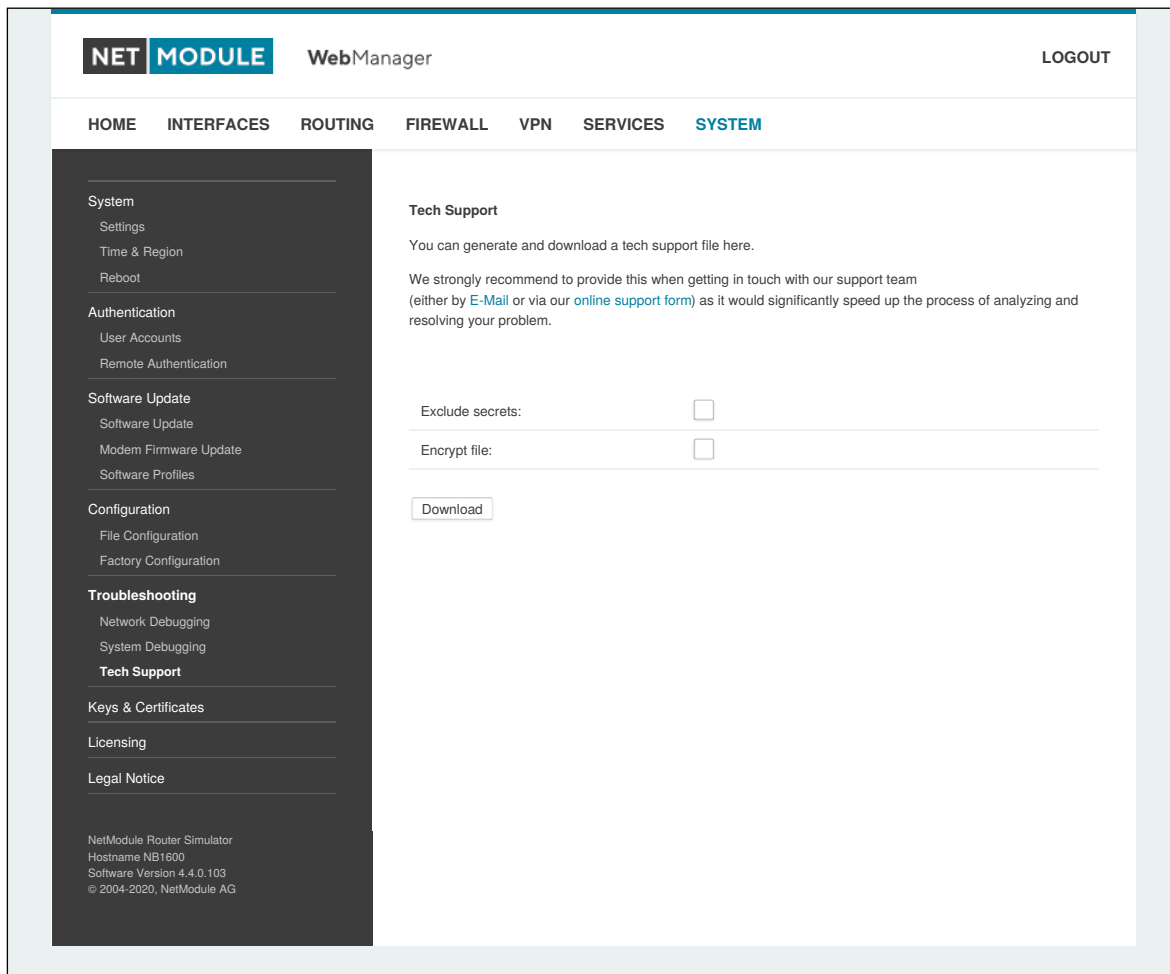 NET MODULE WebManager LOGOUT
HOME INTERFACES ROUTING FIREWALL VPN SERVICES SYSTEM
System
Settings
Time & Region
Reboot
Authentication
User Accounts
Remote Authentication
Software Update
Software Update
Modem Firmware Update
Software Profiles
Configuration
File Configuration
Factory Configuration
Troubleshooting
Network Debugging
System Debugging
Tech Support
Keys & Certificates
Licensing
Legal Notice
NetModule Router Simulator
Hostname NB1600
Software Version 4.4.0.103
© 2004-2020, NetModule AG
Tech Support
You can generate and download a tech support file here.
We strongly recommend to provide this when getting in touch with our support team
(either by E-Mail or via our online support form) as it would significantly speed up the process of analyzing and
resolving your problem.
Exclude secrets:
Encrypt file:
Download